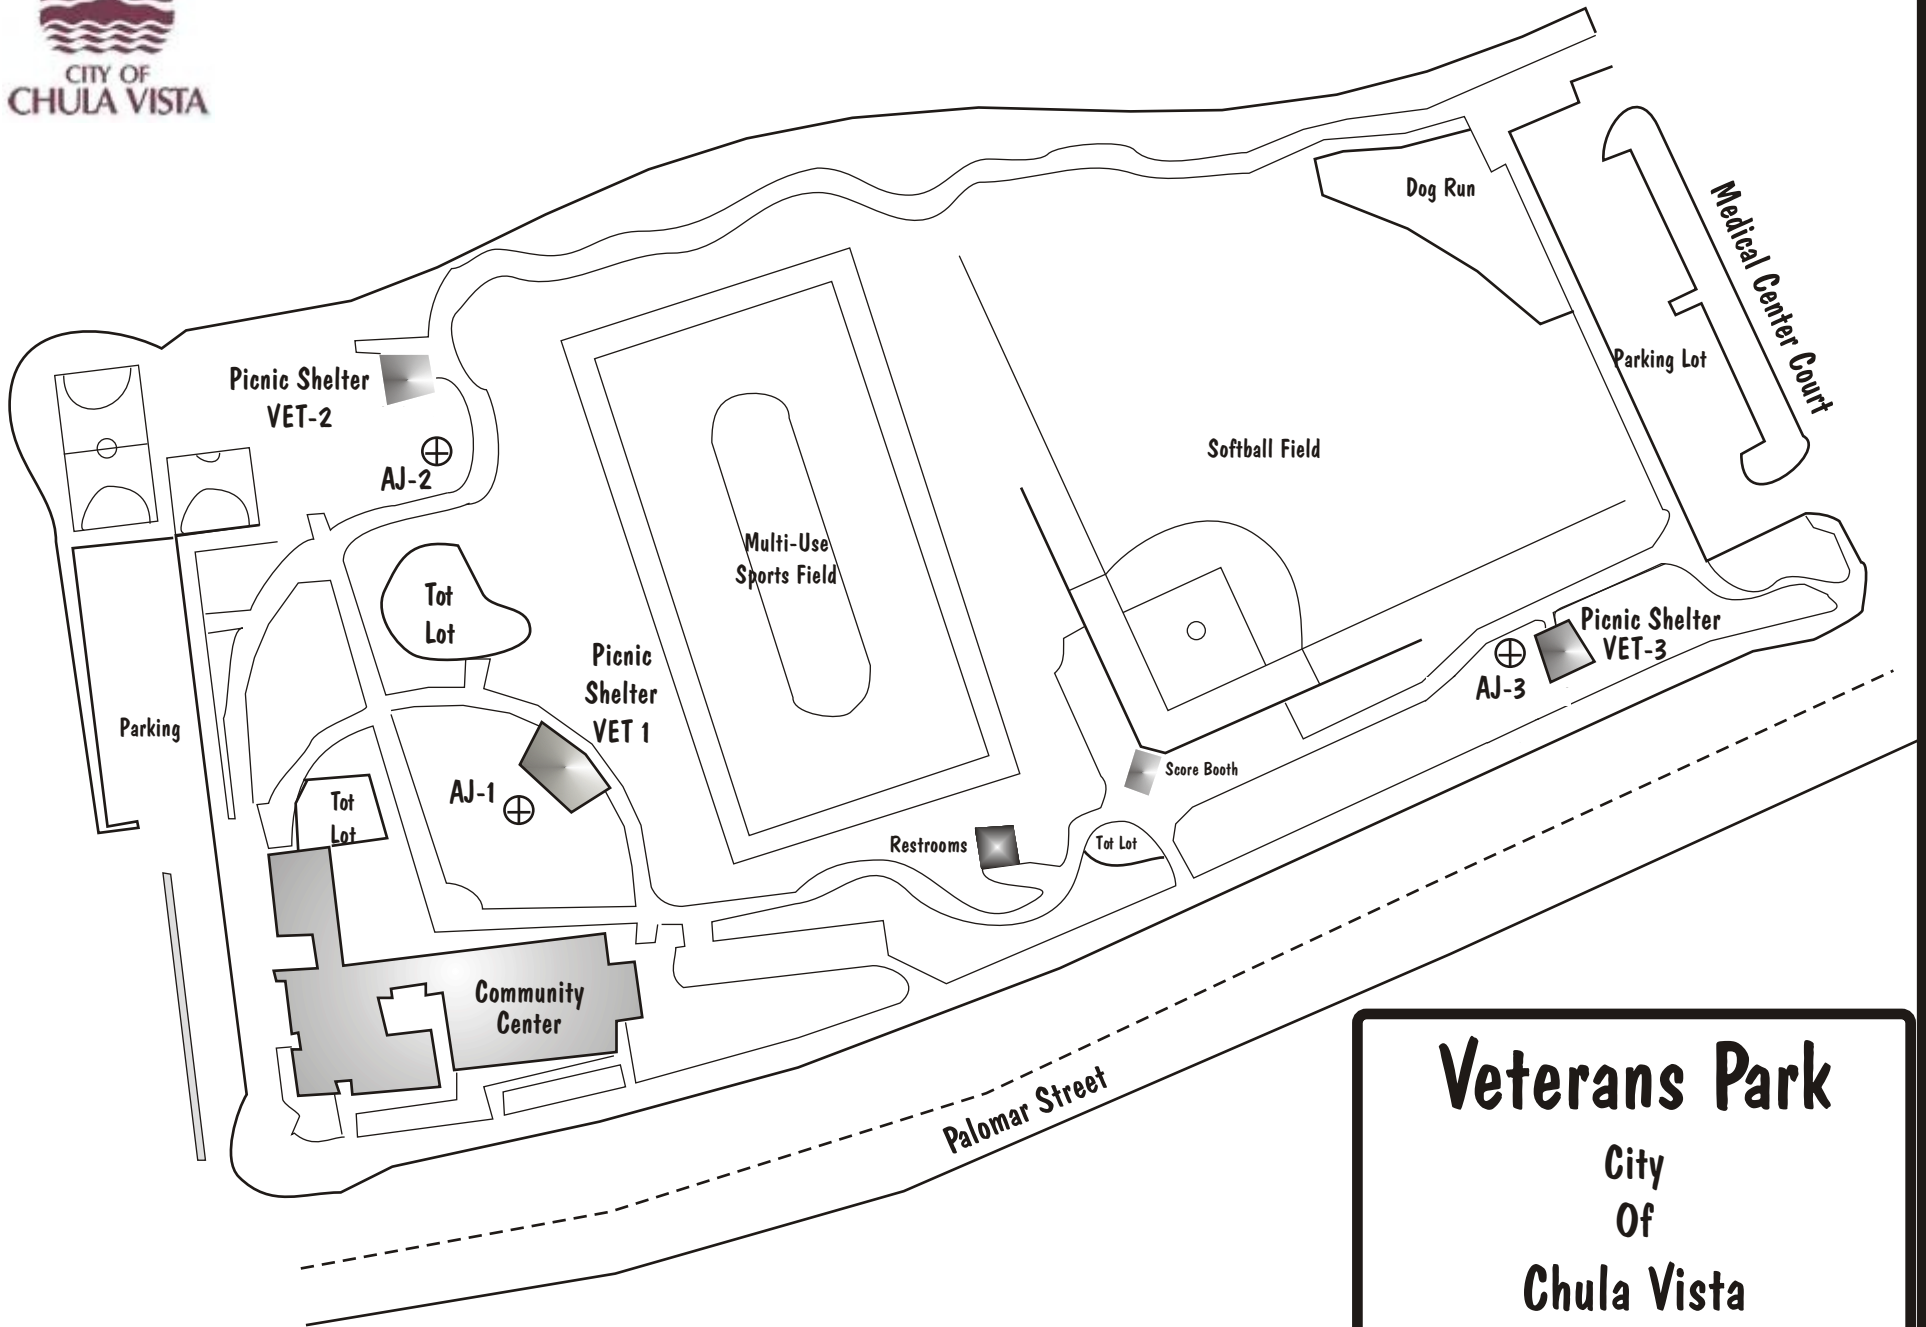 CITY OF
CHULA VISTA
Dog Run
Medical Center Court
Parking Lot
Picnic Shelter
VET-2
AJ-2
Softball Field
Multi-Use
Sports Field
Tot
Lot
Picnic
Shelter
VET 1
Picnic Shelter
VET-3
AJ-3
Parking
AJ-1
Tot
Lot
Score Booth
Restrooms
Tot Lot
Community
Center
Palomar Street
Veterans Park
City
Of
Chula Vista